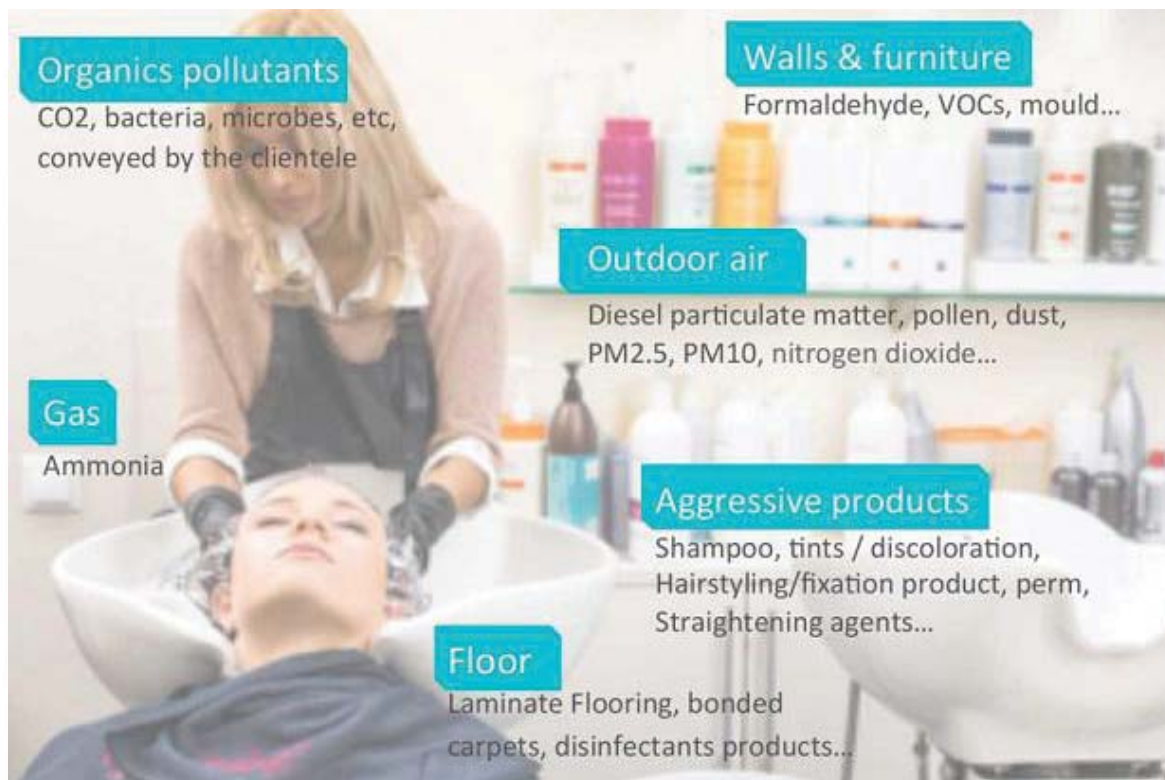 Organics pollutants
CO2, bacteria, microbes, etc,
conveyed by the clientele
Walls & furniture
Formaldehyde, VOCs, mould...
Outdoor air
Diesel particulate matter, pollen, dust,
PM2.5, PM10, nitrogen dioxide...
Gas
Ammonia
Aggressive products
Shampoo, tints / discoloration,
Hairstyling/fixation product, perm,
Straightening agents...
Floor
Laminate Flooring, bonded
carpets, disinfectants products...